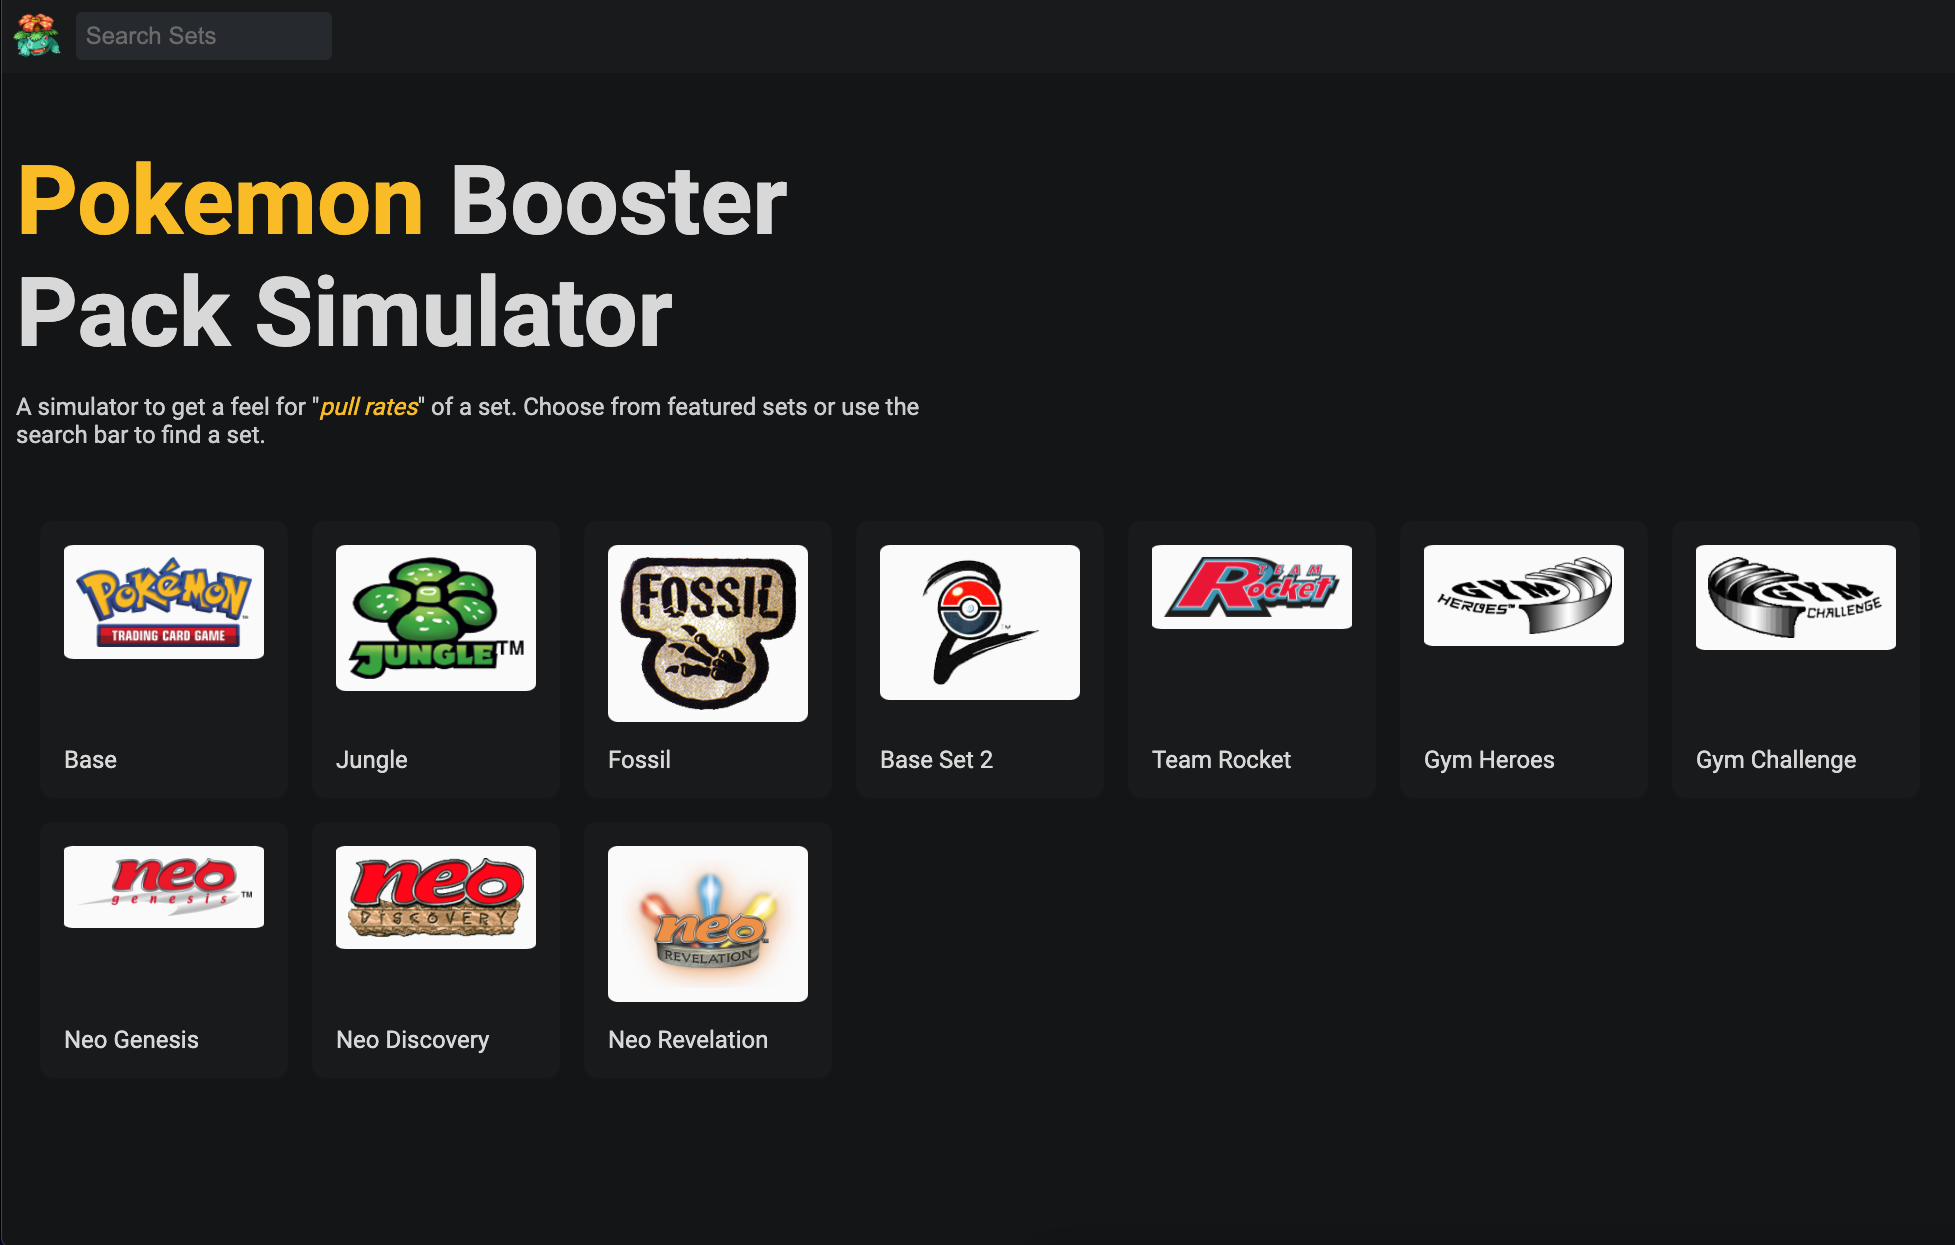 Search Sets
Pokemon Booster
Pack Simulator
A simulator to get a feel for "pull rates" of a set. Choose from featured sets or use the
search bar to find a set.
POKéMON
TRADING CARD GAME
JUNGLE™
FOSSIL
2
™
TEAM
Rocket
GYM
HEROES™
GYM
CHALLENGE
Base
Jungle
Fossil
Base Set 2
Team Rocket
Gym Heroes
Gym Challenge
neo
genesis™
neo
DISCOVERY
neo
REVELATION
Neo Genesis
Neo Discovery
Neo Revelation